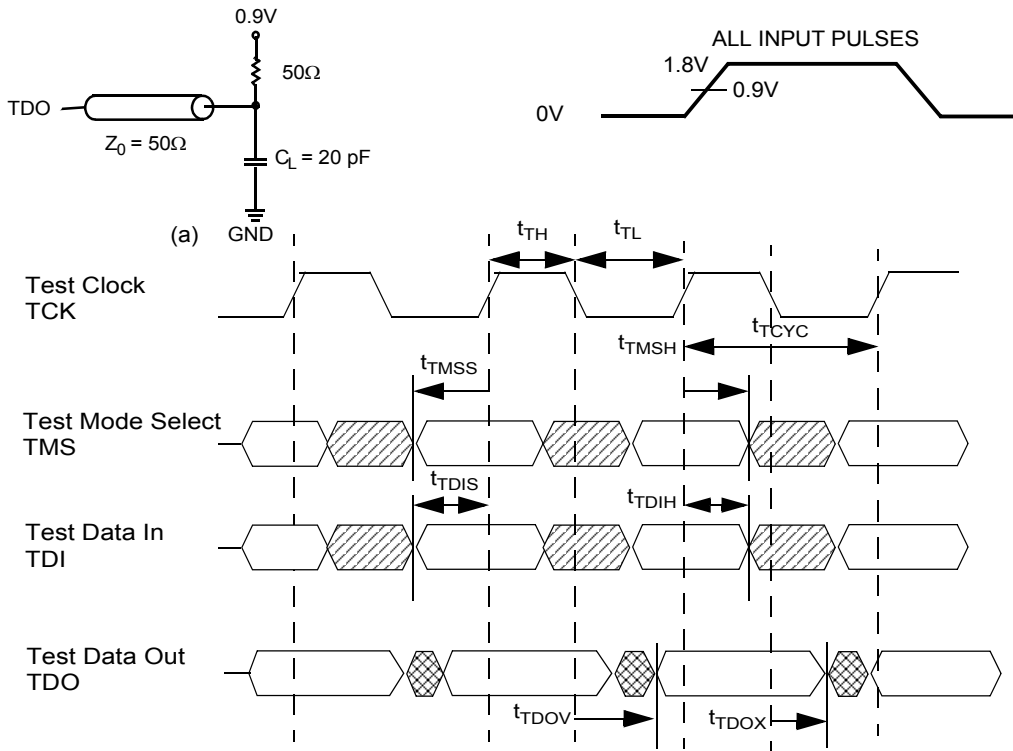 0.9V
50Ω
TDO
Z0 = 50Ω
CL = 20 pF
(a) GND
ALL INPUT PULSES
1.8V
0.9V
0V
tTH
tTL
Test Clock
TCK
tTCYC
tTMSH
tTMSS
Test Mode Select
TMS
tTDIS
tTDIH
Test Data In
TDI
Test Data Out
TDO
tTDOV
tTDOX